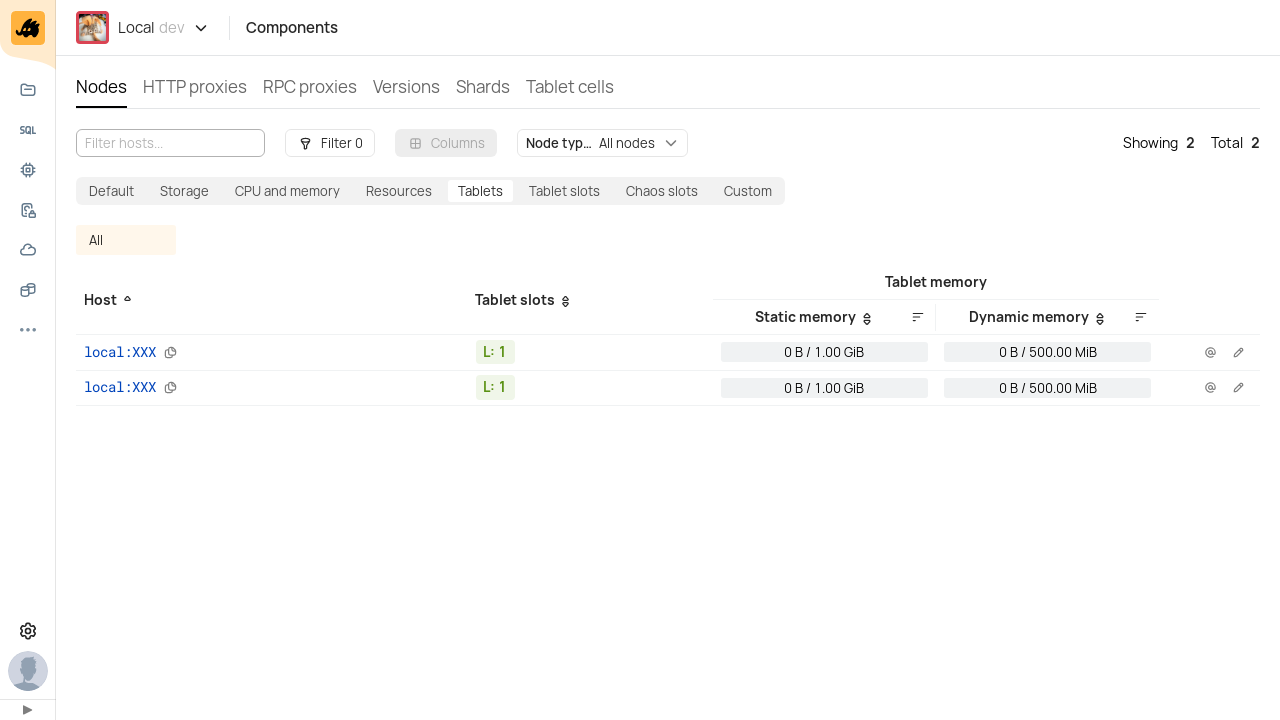 Local dev Components
SQL
Nodes HTTP proxies RPC proxies Versions Shards Tablet cells
Filter hosts... Filter 0 Columns Node typ... All nodes Showing 2 Total 2
Default Storage CPU and memory Resources Tablets Tablet slots Chaos slots Custom
All
Host Tablet slots Tablet memory
Static memory Dynamic memory
local:XXX L: 1 0 B / 1.00 GiB 0 B / 500.00 MiB
local:XXX L: 1 0 B / 1.00 GiB 0 B / 500.00 MiB